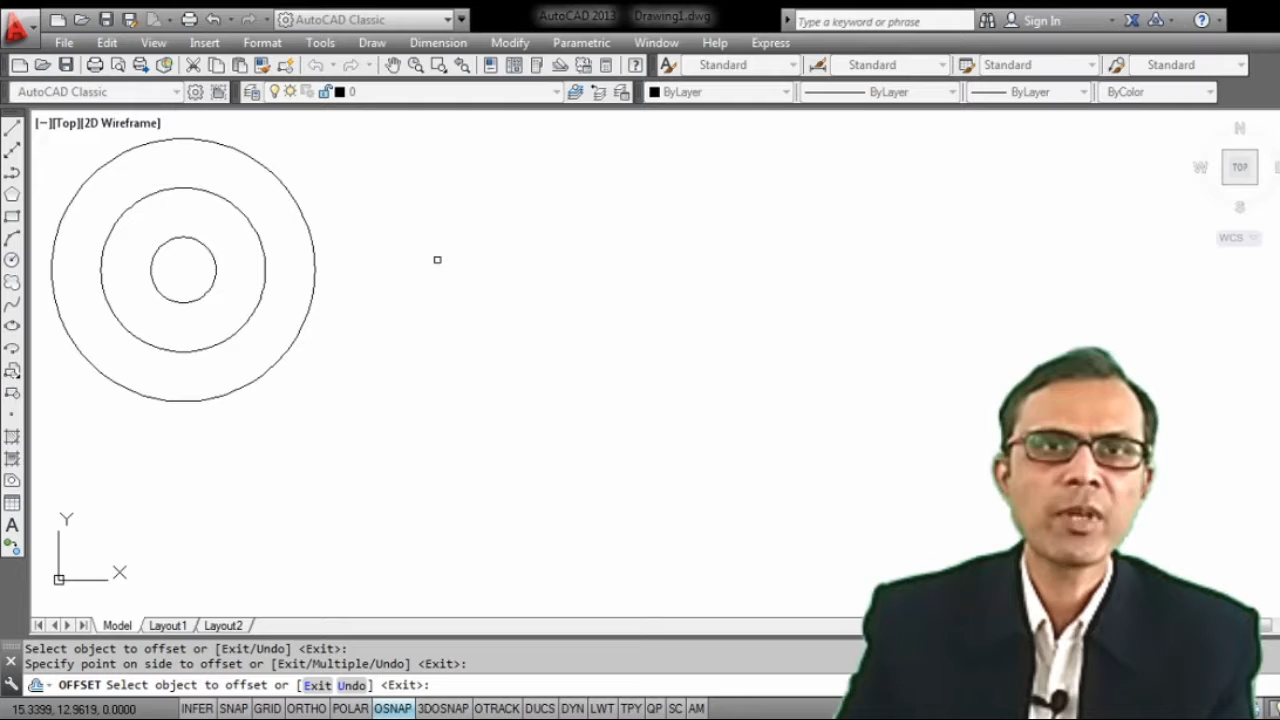 AutoCAD Classic
AutoCAD 2013 Drawing1.dwg
Type a keyword or phrase
Sign In
File Edit View Insert Format Tools Draw Dimension Modify Parametric Window Help Express
Standard Standard Standard Standard
AutoCAD Classic 0 ByLayer ByLayer ByLayer ByColor
[−][Top][2D Wireframe]
N
W TOP
S
WCS
Y
X
Model Layout1 Layout2
Select object to offset or [Exit/Undo] <Exit>:
Specify point on side to offset or [Exit/Multiple/Undo] <Exit>:
OFFSET Select object to offset or [Exit Undo] <Exit>:
15.3399, 12.9619, 0.0000 INFER SNAP GRID ORTHO POLAR OSNAP 3DOSNAP OTRACK DUCS DYN LWT TPY QP SC AM